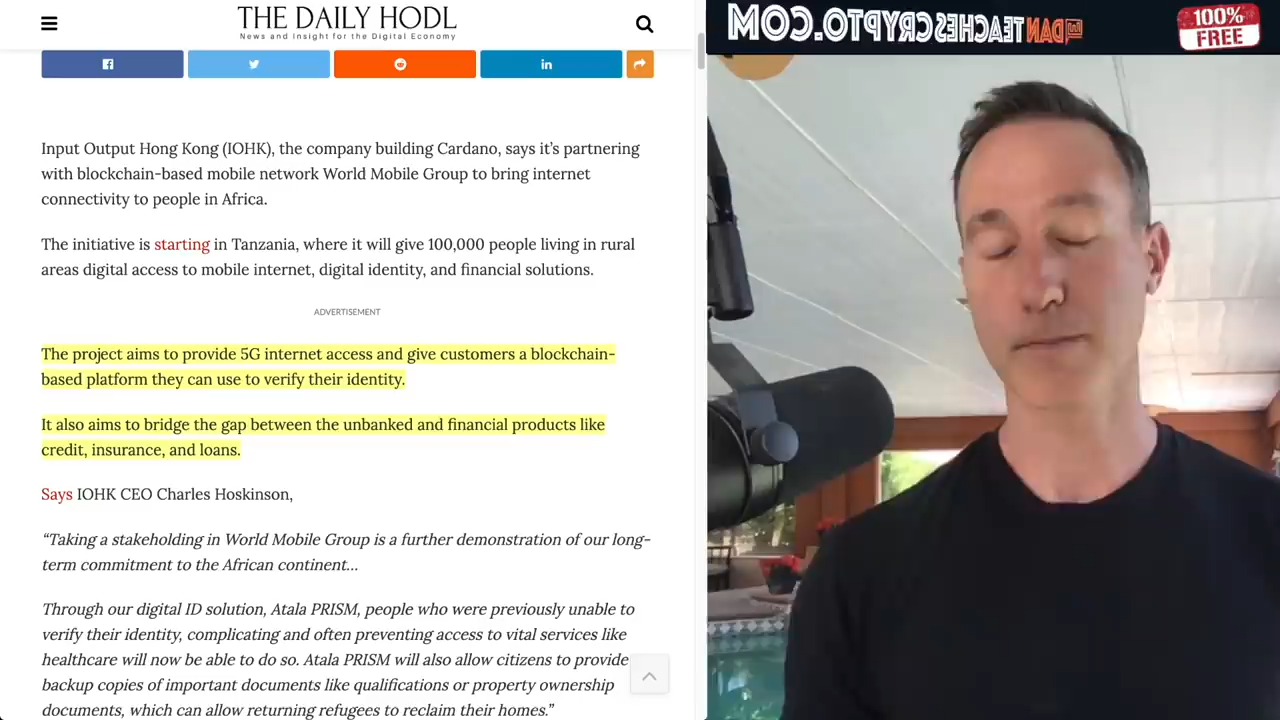 THE DAILY HODL
News and Insight for the Digital Economy
Input Output Hong Kong (IOHK), the company building Cardano, says it’s partnering
with blockchain-based mobile network World Mobile Group to bring internet
connectivity to people in Africa.
The initiative is starting in Tanzania, where it will give 100,000 people living in rural
areas digital access to mobile internet, digital identity, and financial solutions.
ADVERTISEMENT
The project aims to provide 5G internet access and give customers a blockchain-
based platform they can use to verify their identity.
It also aims to bridge the gap between the unbanked and financial products like
credit, insurance, and loans.
Says IOHK CEO Charles Hoskinson,
“Taking a stakeholding in World Mobile Group is a further demonstration of our long-
term commitment to the African continent…
Through our digital ID solution, Atala PRISM, people who were previously unable to
verify their identity, complicating and often preventing access to vital services like
healthcare will now be able to do so. Atala PRISM will also allow citizens to provide
backup copies of important documents like qualifications or property ownership
documents, which can allow returning refugees to reclaim their homes.”
DANTEACHESCRYPTO.COM
100%
FREE